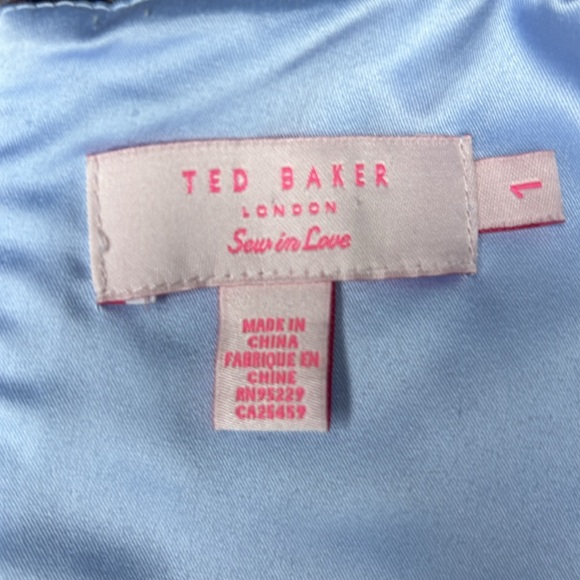 TED BAKER
LONDON
Sew in Love
1
MADE IN
CHINA
FABRIQUE EN
CHINE
RN95229
CA25459